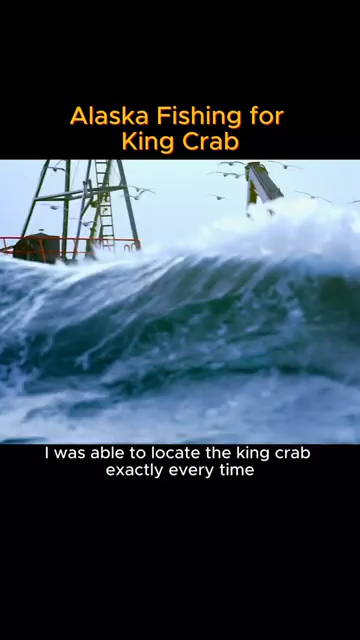 Alaska Fishing for
King Crab
I was able to locate the king crab
exactly every time